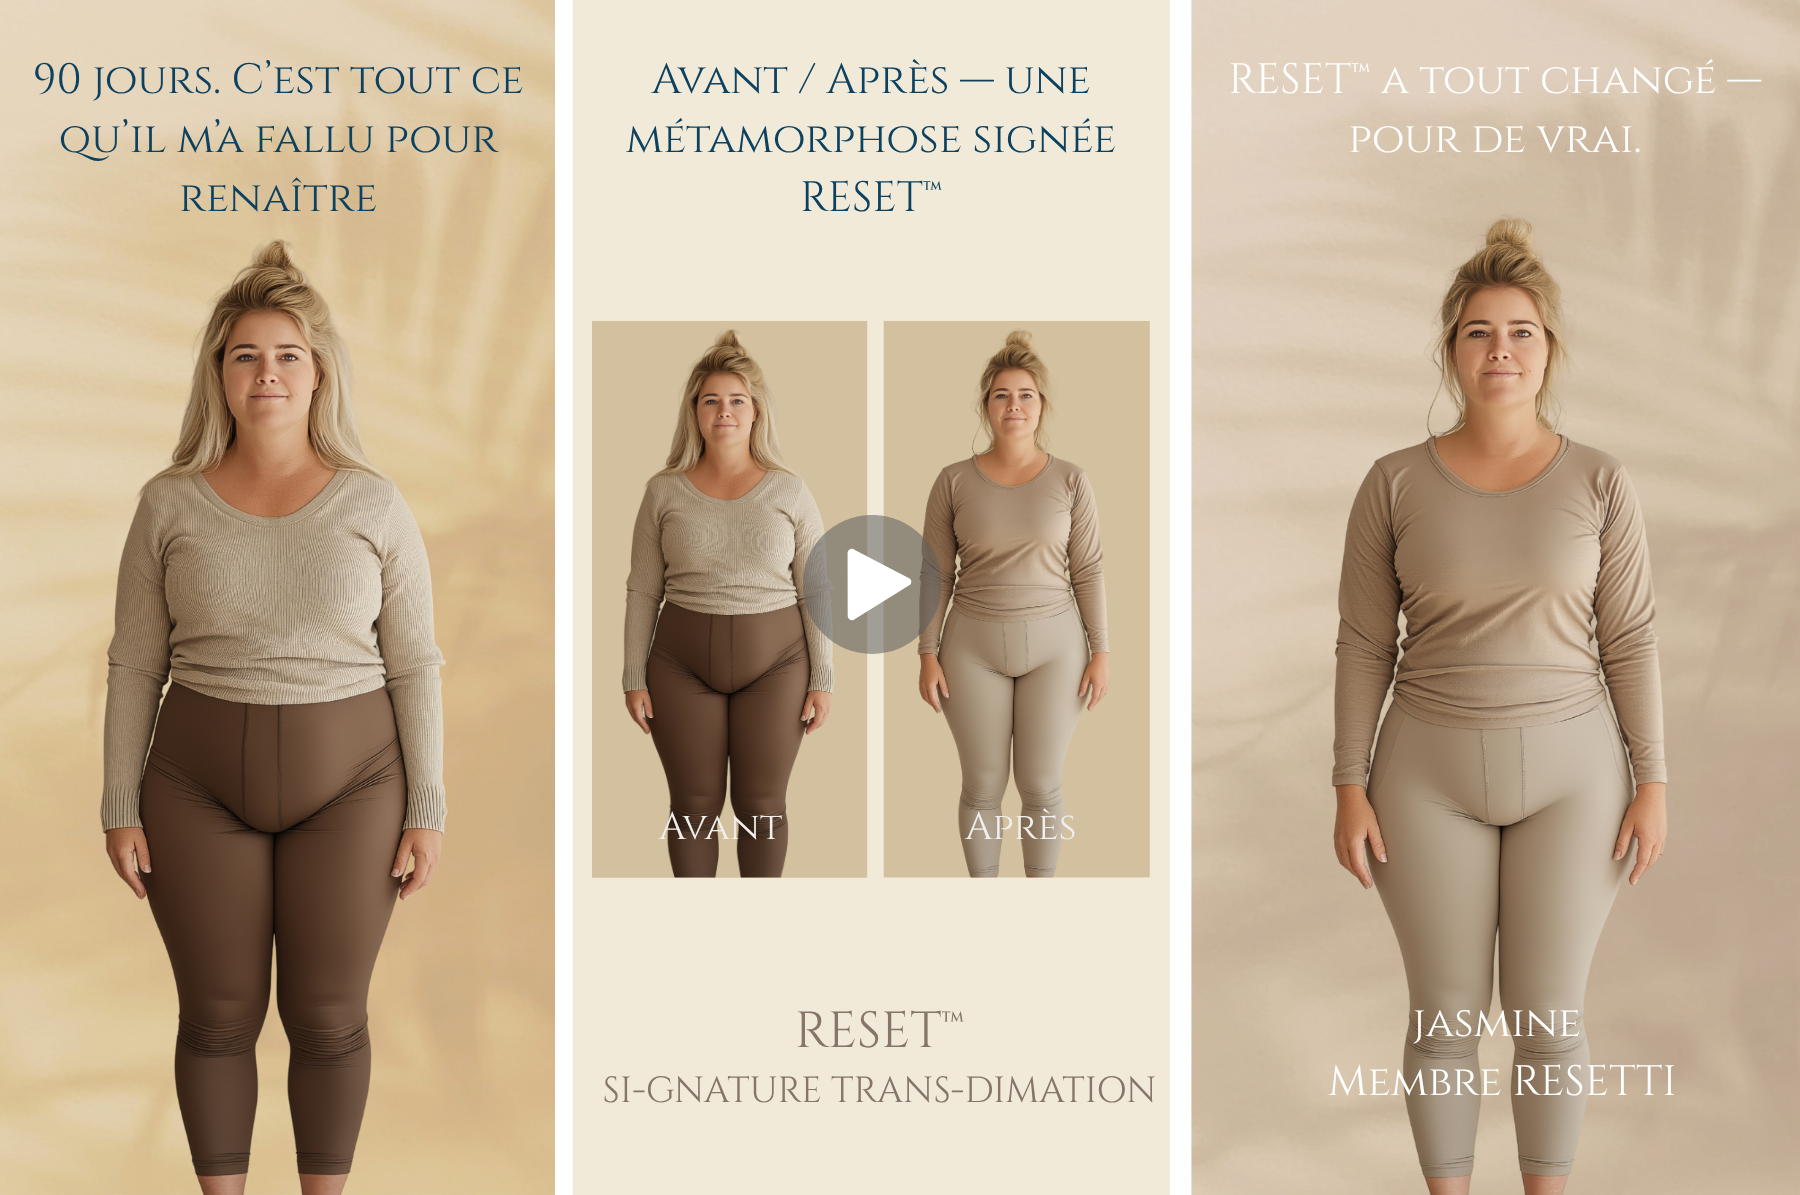 90 jours. C’est tout ce
qu’il m’a fallu pour
renaître
Avant / Après — une
métamorphose signée
RESET™
Avant
Après
RESET™
SI-GNATURE TRANS-DIMATION
RESET™ a tout changé —
pour de vrai.
Jasmine
Membre RESETTI